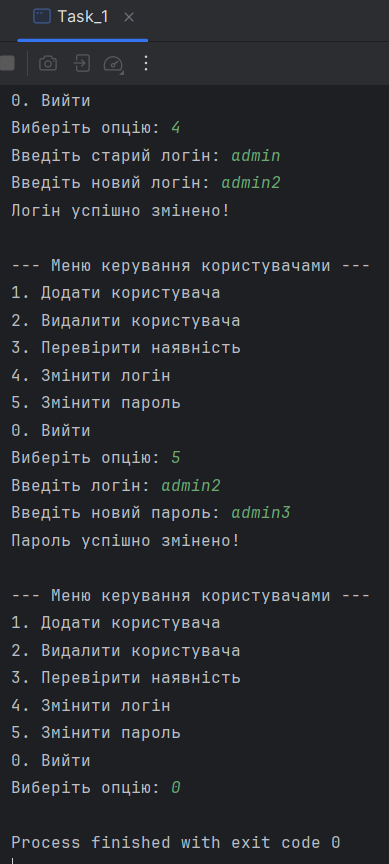 Task_1
0. Вийти
Виберіть опцію: 4
Введіть старий логін: admin
Введіть новий логін: admin2
Логін успішно змінено!
--- Меню керування користувачами ---
1. Додати користувача
2. Видалити користувача
3. Перевірити наявність
4. Змінити логін
5. Змінити пароль
0. Вийти
Виберіть опцію: 5
Введіть логін: admin2
Введіть новий пароль: admin3
Пароль успішно змінено!
--- Меню керування користувачами ---
1. Додати користувача
2. Видалити користувача
3. Перевірити наявність
4. Змінити логін
5. Змінити пароль
0. Вийти
Виберіть опцію: 0
Process finished with exit code 0